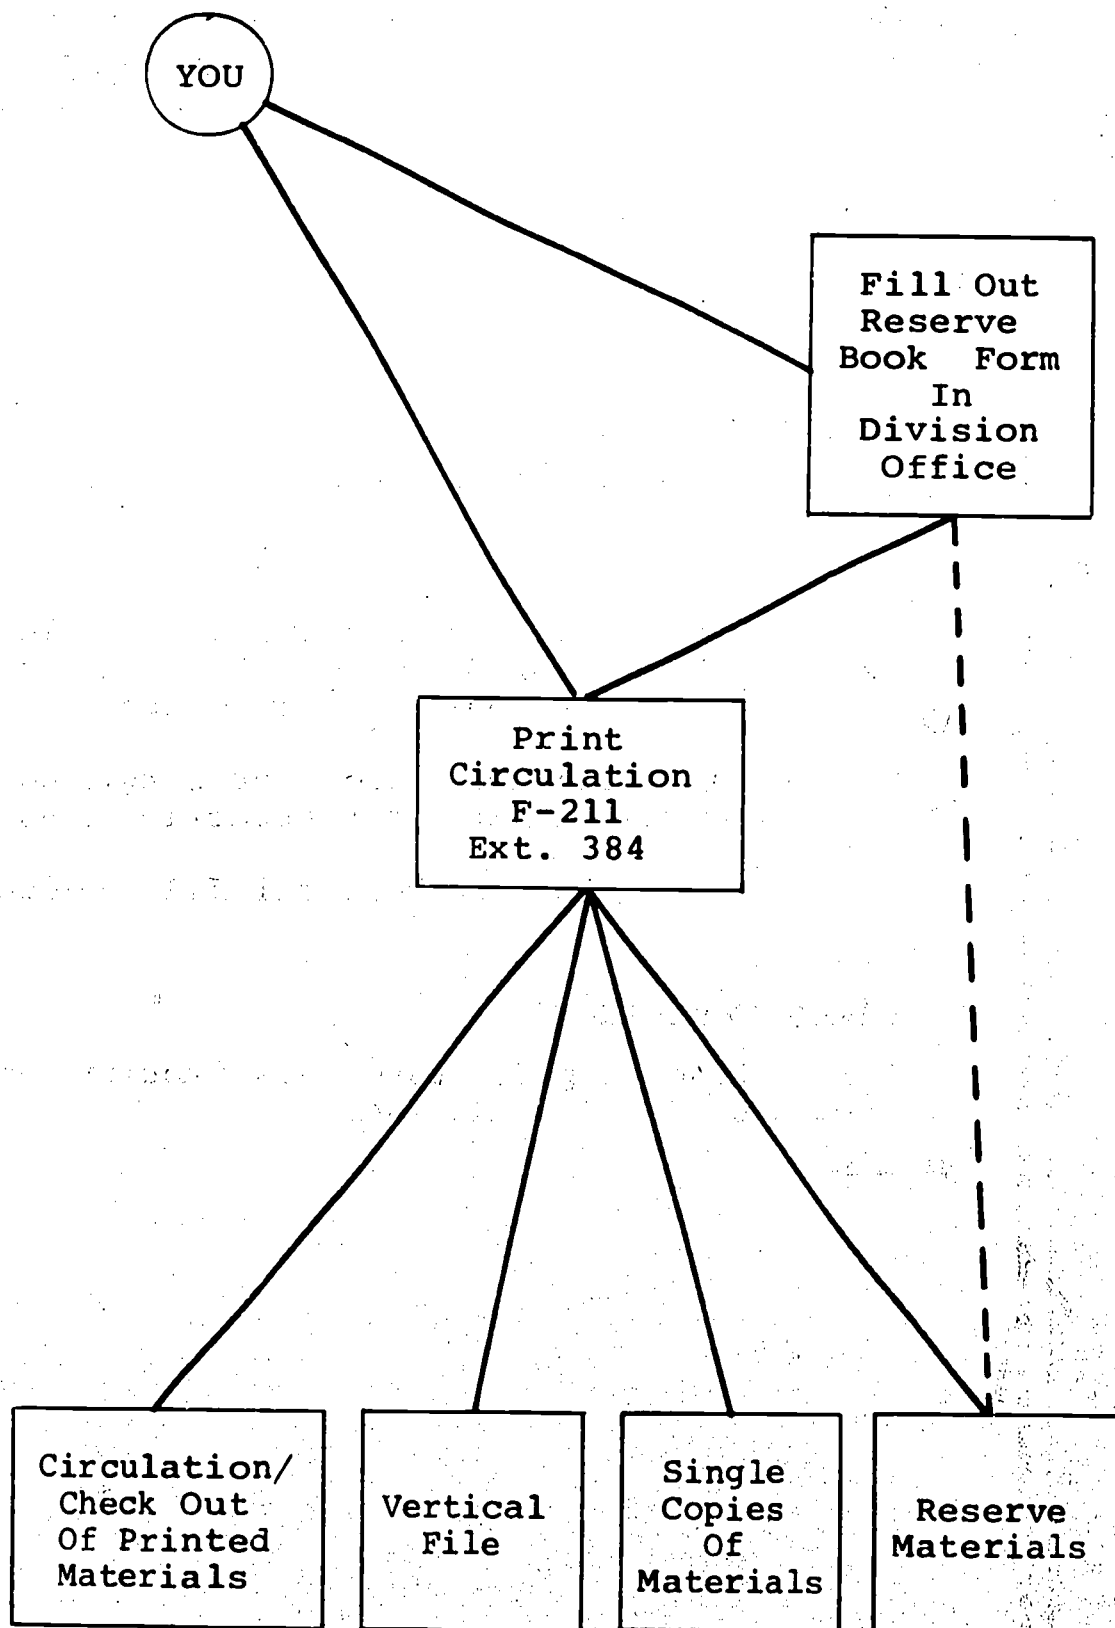 YOU
Fill Out
Reserve
Book Form
In
Division
Office
Print
Circulation
F-211
Ext. 384
Circulation/
Check Out
Of Printed
Materials
Vertical
File
Single
Copies
Of
Materials
Reserve
Materials